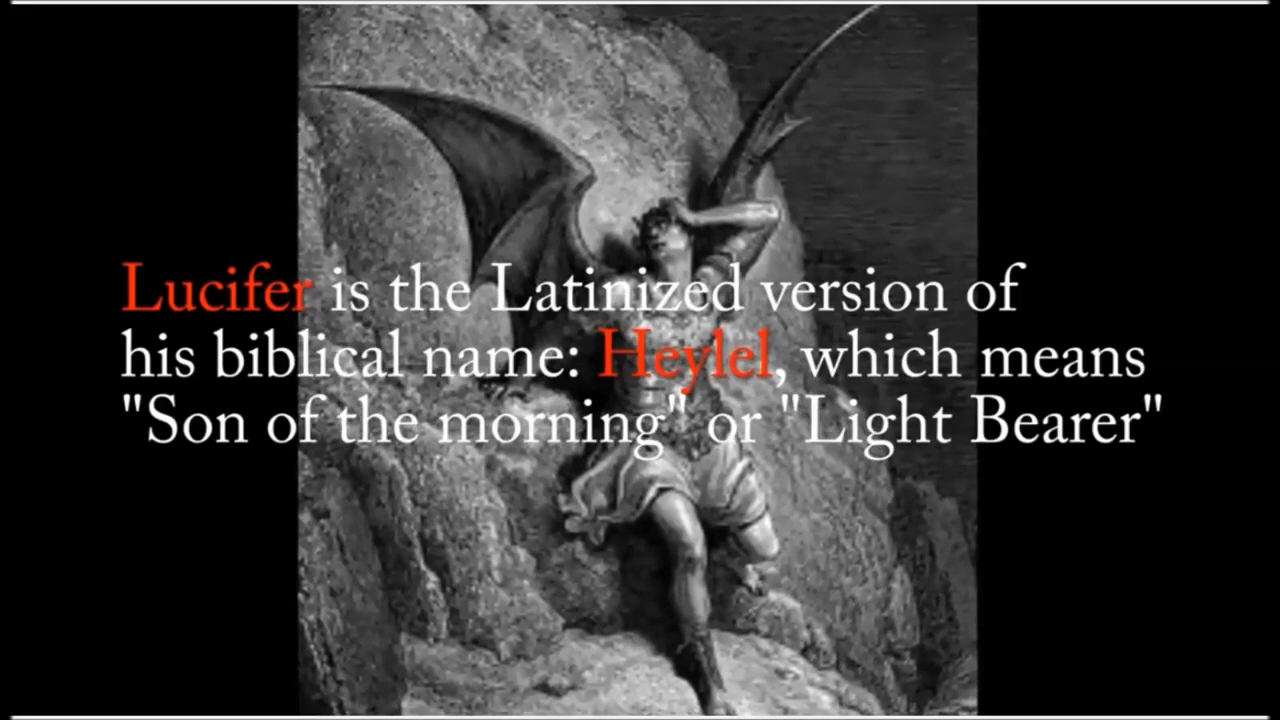 Lucifer is the Latinized version of
his biblical name: Heylel, which means
"Son of the morning" or "Light Bearer"